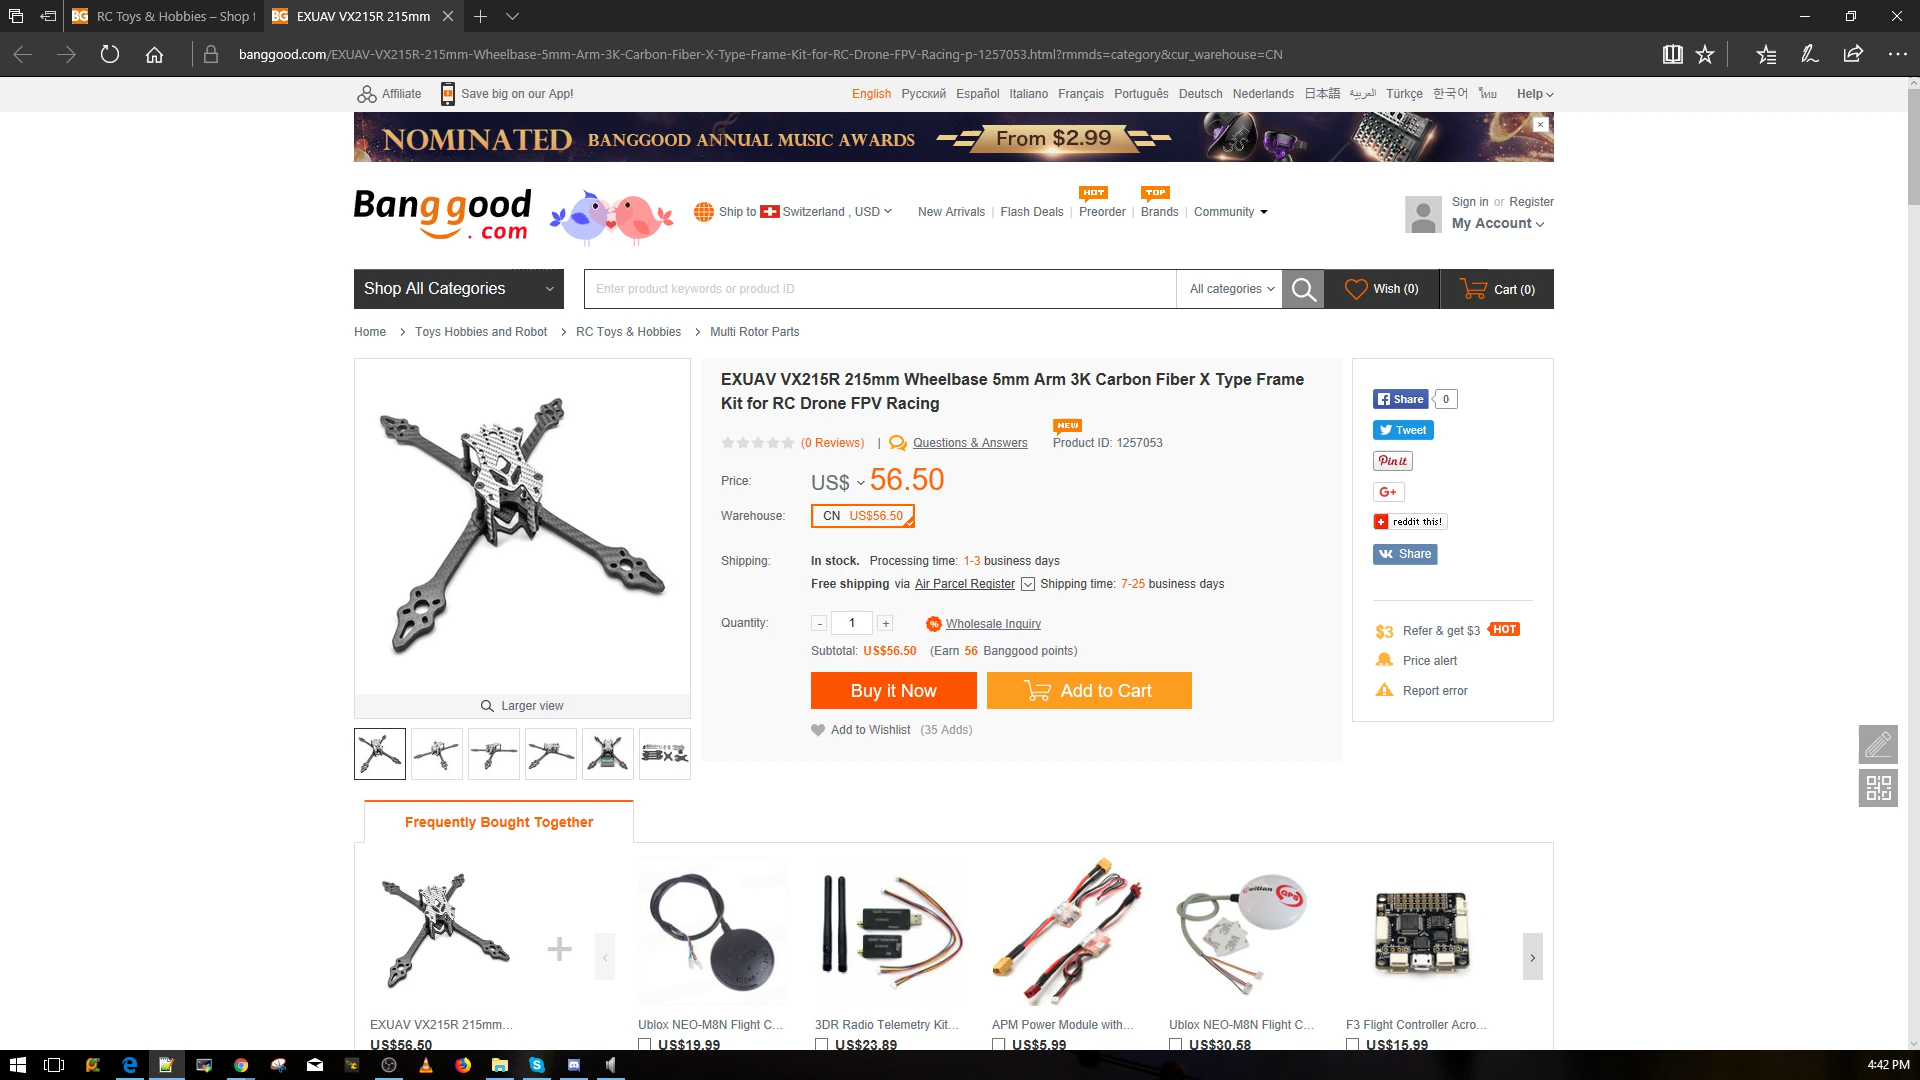 RC Toys & Hobbies – Shop f
EXUAV VX215R 215mm
banggood.com/EXUAV-VX215R-215mm-Wheelbase-5mm-Arm-3K-Carbon-Fiber-X-Type-Frame-Kit-for-RC-Drone-FPV-Racing-p-1257053.html?rmmds=category&cur_warehouse=CN
Affiliate Save big on our App! English Русский Español Italiano Français Português Deutsch Nederlands 日本語 العربية Türkçe 한국어 ไทย Help
NOMINATED BANGGOOD ANNUAL MUSIC AWARDS From $2.99
HOT TOP
Banggood.com Ship to Switzerland , USD New Arrivals | Flash Deals | Preorder | Brands | Community
Sign in or Register
My Account
Shop All Categories Enter product keywords or product ID All categories Wish (0) Cart (0)
Home > Toys Hobbies and Robot > RC Toys & Hobbies > Multi Rotor Parts
EXUAV VX215R 215mm Wheelbase 5mm Arm 3K Carbon Fiber X Type Frame
Kit for RC Drone FPV Racing
NEW
(0 Reviews) | Questions & Answers Product ID: 1257053
Price: US$ 56.50
Warehouse: CN US$56.50
Shipping: In stock. Processing time: 1-3 business days
Free shipping via Air Parcel Register Shipping time: 7-25 business days
Quantity: - 1 + Wholesale Inquiry
Subtotal: US$56.50 (Earn 56 Banggood points)
Buy it Now Add to Cart
Add to Wishlist (35 Adds)
Larger view
Share 0
Tweet
Pin it
G+
reddit this!
Share
$3 Refer & get $3 HOT
Price alert
Report error
Frequently Bought Together
EXUAV VX215R 215mm... Ublox NEO-M8N Flight C... 3DR Radio Telemetry Kit... APM Power Module with... Ublox NEO-M8N Flight C... F3 Flight Controller Acro...
US$56.50 US$19.99 US$23.89 US$5.99 US$30.58 US$15.99
4:42 PM